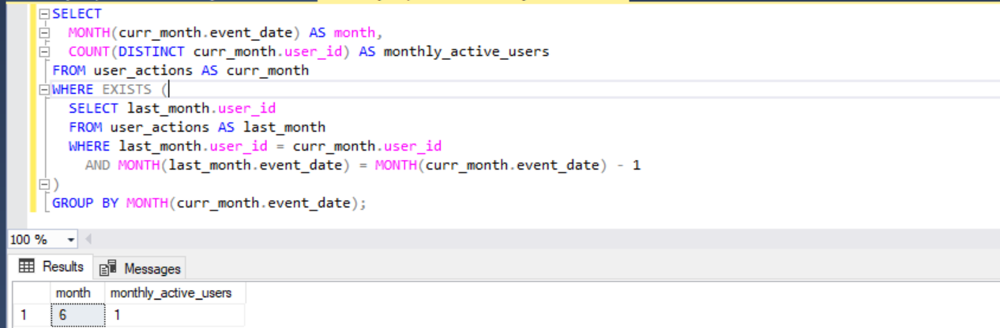 SELECT
MONTH(curr_month.event_date) AS month,
COUNT(DISTINCT curr_month.user_id) AS monthly_active_users
FROM user_actions AS curr_month
WHERE EXISTS (
SELECT last_month.user_id
FROM user_actions AS last_month
WHERE last_month.user_id = curr_month.user_id
AND MONTH(last_month.event_date) = MONTH(curr_month.event_date) - 1
)
GROUP BY MONTH(curr_month.event_date);
100 %
Results Messages
month monthly_active_users
1 6 1